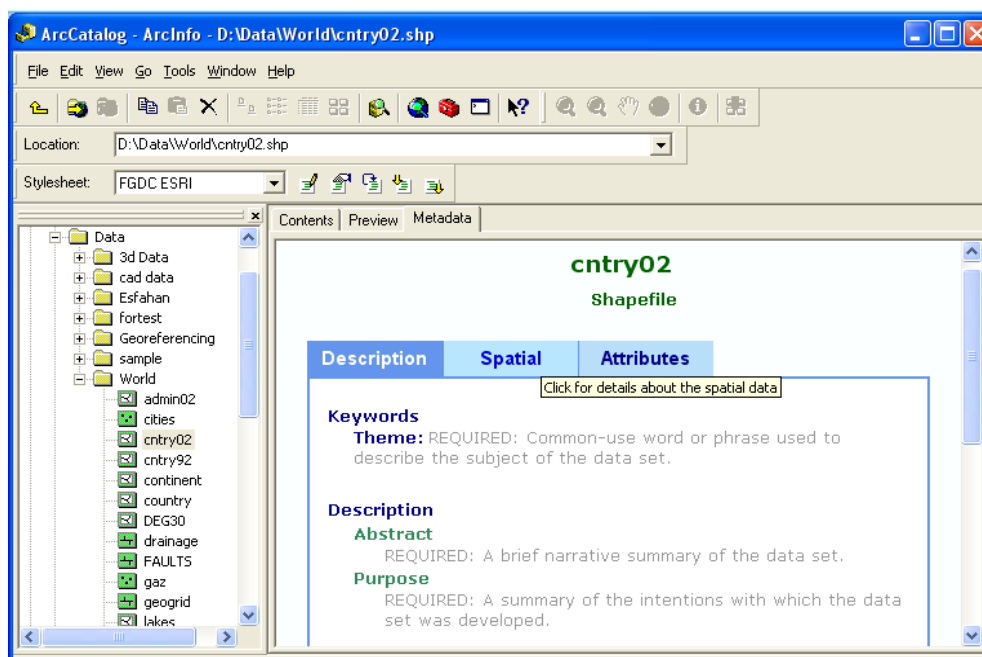 ArcCatalog - ArcInfo - D:\Data\World\cntry02.shp
File Edit View Go Tools Window Help
Location: D:\Data\World\cntry02.shp
Stylesheet: FGDC ESRI
Contents Preview Metadata
Data
3d Data
cad data
Esfahan
fortest
Georeferencing
sample
World
admin02
cities
cntry02
cntry92
continent
country
DEG30
drainage
FAULTS
gaz
geogrid
lakes
cntry02
Shapefile
Description Spatial Attributes
Click for details about the spatial data
Keywords
Theme: REQUIRED: Common-use word or phrase used to
describe the subject of the data set.
Description
Abstract
REQUIRED: A brief narrative summary of the data set.
Purpose
REQUIRED: A summary of the intentions with which the data
set was developed.